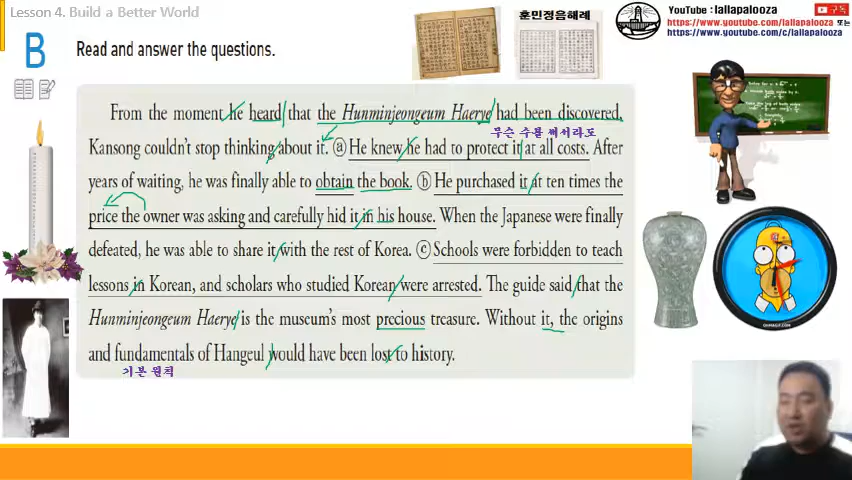 Lesson 4. Build a Better World
B
Read and answer the questions.
훈민정음해례
YouTube : lallapalooza
구독
https://www.youtube.com/lallapalooza 또는
https://www.youtube.com/c/lallapalooza
From the moment he heard that the Hunminjeongeum Haerye had been discovered,
무슨 수를 써서라도
Kansong couldn't stop thinking about it. ⓐ He knew he had to protect it at all costs. After
years of waiting, he was finally able to obtain the book. ⓑ He purchased it at ten times the
price the owner was asking and carefully hid it in his house. When the Japanese were finally
defeated, he was able to share it with the rest of Korea. ⓒ Schools were forbidden to teach
lessons in Korean, and scholars who studied Korean were arrested. The guide said that the
Hunminjeongeum Haerye is the museum's most precious treasure. Without it, the origins
and fundamentals of Hangeul would have been lost to history.
기본 원칙